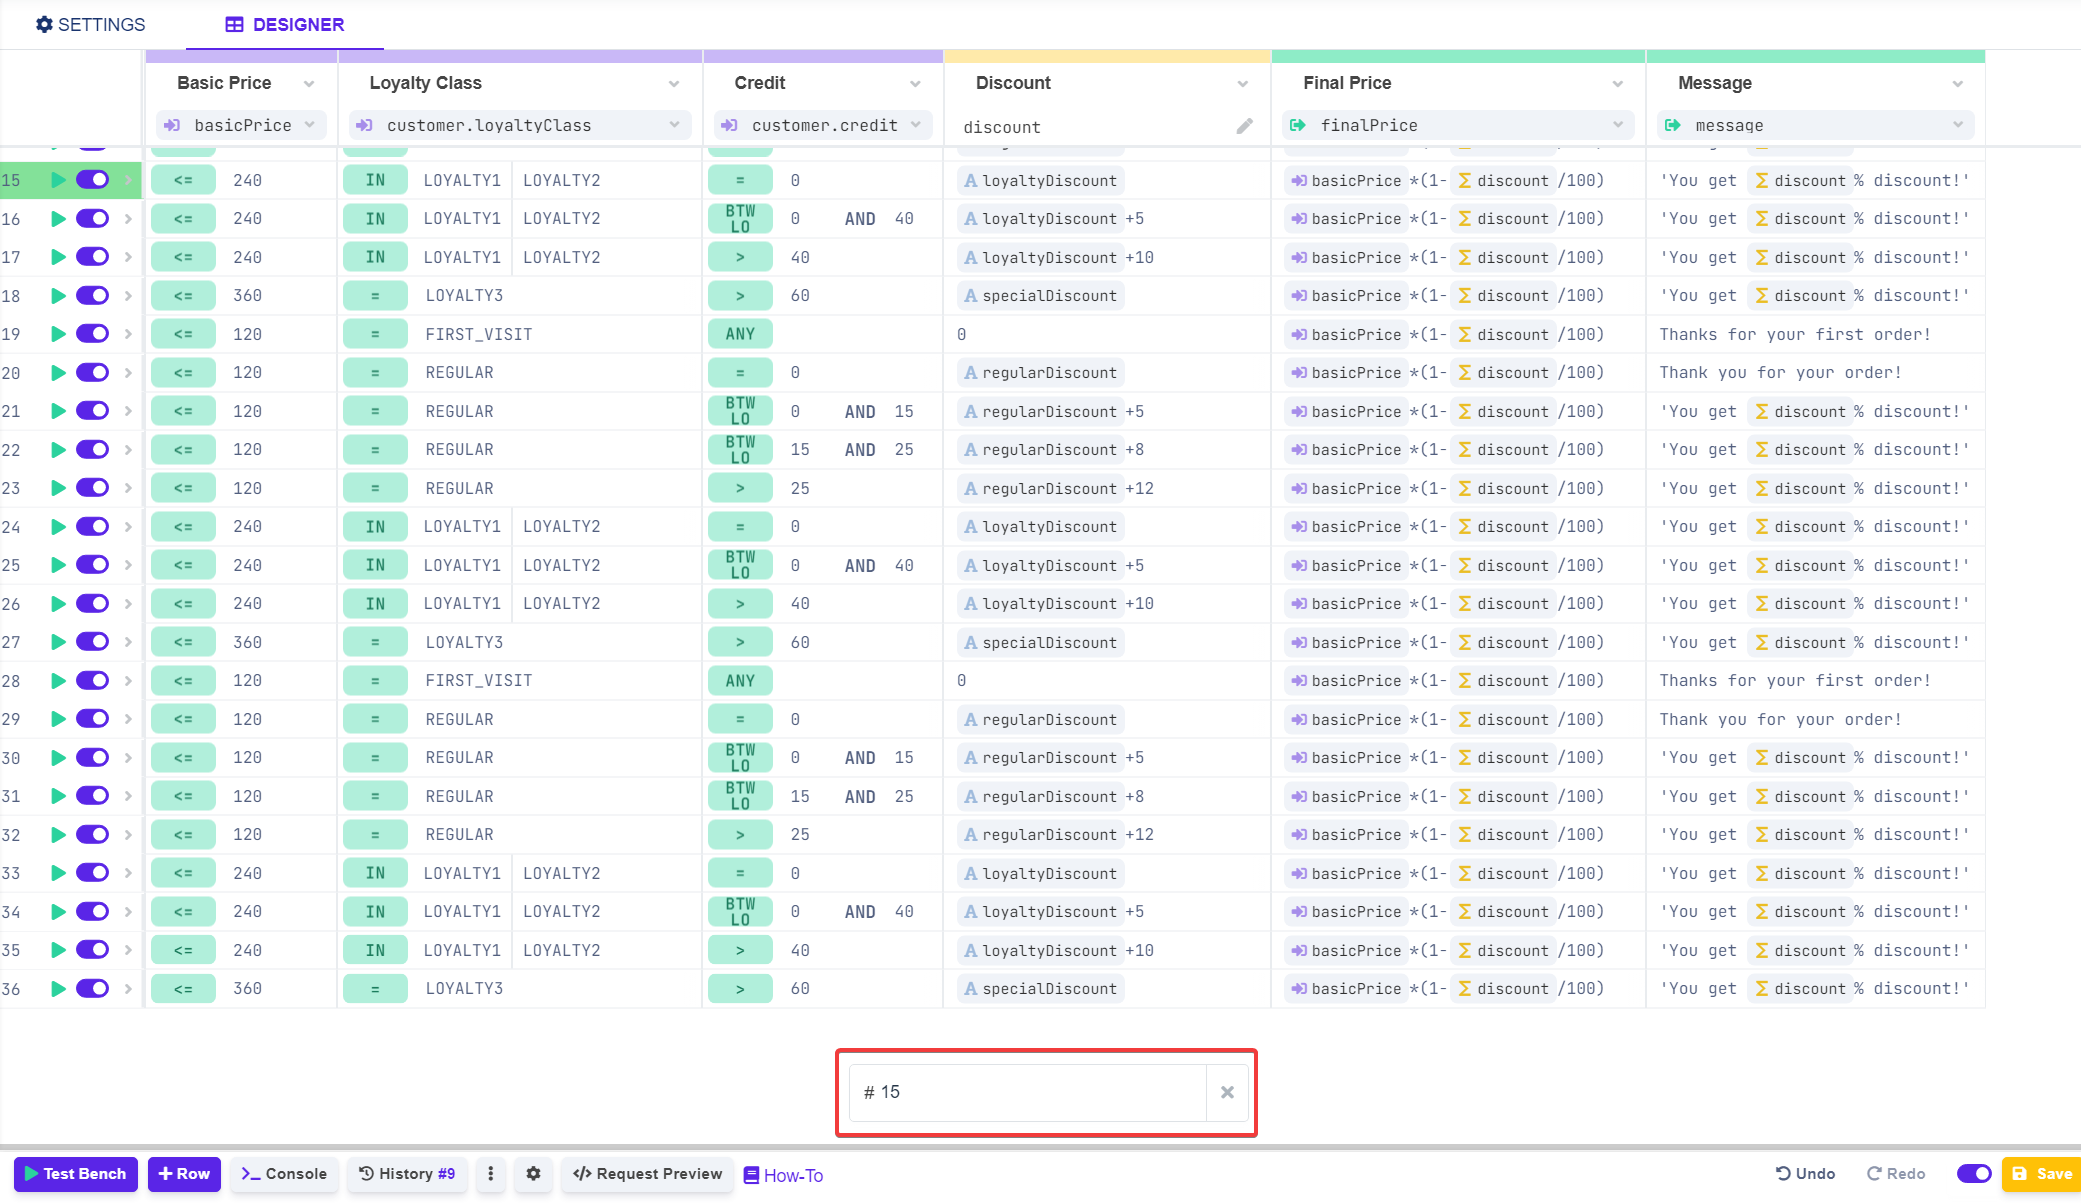 SETTINGS DESIGNER
Basic Price Loyalty Class Credit Discount Final Price Message
basicPrice customer.loyaltyClass customer.credit discount finalPrice message
15 <= 240 IN LOYALTY1 LOYALTY2 = 0 A loyaltyDiscount basicPrice *(1- Σ discount /100) 'You get Σ discount % discount!'
16 <= 240 IN LOYALTY1 LOYALTY2 BTW LO 0 AND 40 A loyaltyDiscount +5 basicPrice *(1- Σ discount /100) 'You get Σ discount % discount!'
17 <= 240 IN LOYALTY1 LOYALTY2 > 40 A loyaltyDiscount +10 basicPrice *(1- Σ discount /100) 'You get Σ discount % discount!'
18 <= 360 = LOYALTY3 > 60 A specialDiscount basicPrice *(1- Σ discount /100) 'You get Σ discount % discount!'
19 <= 120 = FIRST_VISIT ANY 0 basicPrice *(1- Σ discount /100) Thanks for your first order!
20 <= 120 = REGULAR = 0 A regularDiscount basicPrice *(1- Σ discount /100) Thank you for your order!
21 <= 120 = REGULAR BTW LO 0 AND 15 A regularDiscount +5 basicPrice *(1- Σ discount /100) 'You get Σ discount % discount!'
22 <= 120 = REGULAR BTW LO 15 AND 25 A regularDiscount +8 basicPrice *(1- Σ discount /100) 'You get Σ discount % discount!'
23 <= 120 = REGULAR > 25 A regularDiscount +12 basicPrice *(1- Σ discount /100) 'You get Σ discount % discount!'
24 <= 240 IN LOYALTY1 LOYALTY2 = 0 A loyaltyDiscount basicPrice *(1- Σ discount /100) 'You get Σ discount % discount!'
25 <= 240 IN LOYALTY1 LOYALTY2 BTW LO 0 AND 40 A loyaltyDiscount +5 basicPrice *(1- Σ discount /100) 'You get Σ discount % discount!'
26 <= 240 IN LOYALTY1 LOYALTY2 > 40 A loyaltyDiscount +10 basicPrice *(1- Σ discount /100) 'You get Σ discount % discount!'
27 <= 360 = LOYALTY3 > 60 A specialDiscount basicPrice *(1- Σ discount /100) 'You get Σ discount % discount!'
28 <= 120 = FIRST_VISIT ANY 0 basicPrice *(1- Σ discount /100) Thanks for your first order!
29 <= 120 = REGULAR = 0 A regularDiscount basicPrice *(1- Σ discount /100) Thank you for your order!
30 <= 120 = REGULAR BTW LO 0 AND 15 A regularDiscount +5 basicPrice *(1- Σ discount /100) 'You get Σ discount % discount!'
31 <= 120 = REGULAR BTW LO 15 AND 25 A regularDiscount +8 basicPrice *(1- Σ discount /100) 'You get Σ discount % discount!'
32 <= 120 = REGULAR > 25 A regularDiscount +12 basicPrice *(1- Σ discount /100) 'You get Σ discount % discount!'
33 <= 240 IN LOYALTY1 LOYALTY2 = 0 A loyaltyDiscount basicPrice *(1- Σ discount /100) 'You get Σ discount % discount!'
34 <= 240 IN LOYALTY1 LOYALTY2 BTW LO 0 AND 40 A loyaltyDiscount +5 basicPrice *(1- Σ discount /100) 'You get Σ discount % discount!'
35 <= 240 IN LOYALTY1 LOYALTY2 > 40 A loyaltyDiscount +10 basicPrice *(1- Σ discount /100) 'You get Σ discount % discount!'
36 <= 360 = LOYALTY3 > 60 A specialDiscount basicPrice *(1- Σ discount /100) 'You get Σ discount % discount!'
# 15
Test Bench + Row Console History #9 Request Preview How-To Undo Redo Save